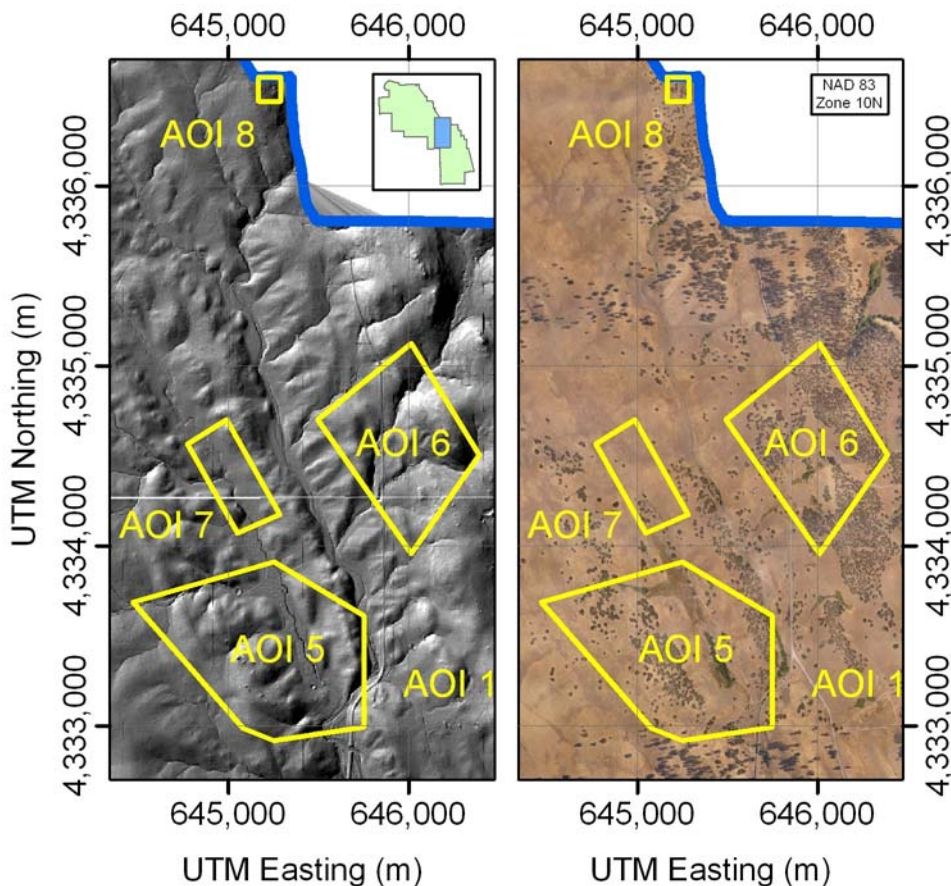 645,000 646,000 645,000 646,000
NAD 83
Zone 10N
AOI 8
AOI 8
4,336,000
4,336,000
UTM Northing (m)
4,335,000
4,335,000
AOI 6
AOI 6
AOI 7
AOI 7
4,334,000
4,334,000
AOI 5
AOI 5
AOI 1
AOI 1
4,333,000
4,333,000
645,000 646,000 645,000 646,000
UTM Easting (m) UTM Easting (m)